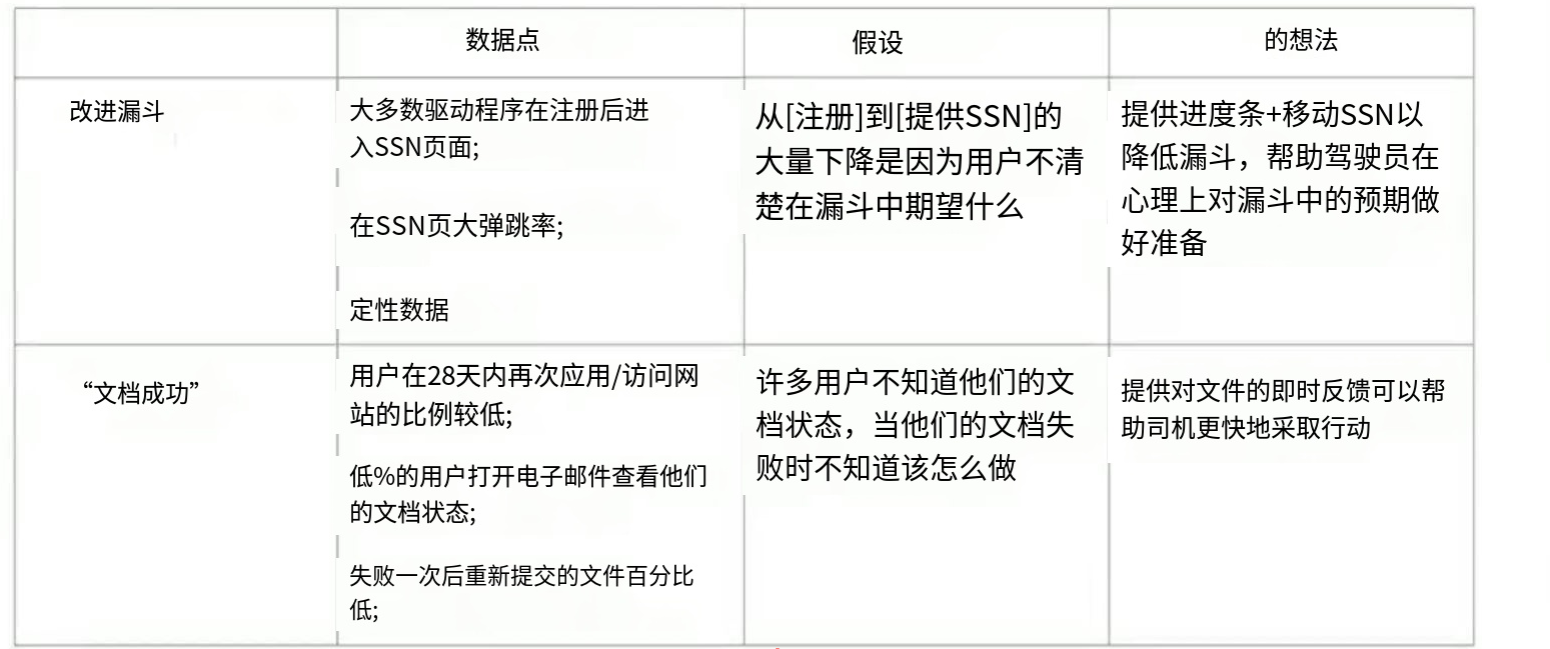 数据点
假设
的想法
改进漏斗
大多数驱动程序在注册后进
入SSN页面;
在SSN页大弹跳率;
定性数据
从[注册]到[提供SSN]的
大量下降是因为用户不清
楚在漏斗中期望什么
提供进度条+移动SSN以
降低漏斗，帮助驾驶员在
心理上对漏斗中的预期做
好准备
“文档成功”
用户在28天内再次应用/访问网
站的比例较低;
低%的用户打开电子邮件查看他们
的文档状态;
失败一次后重新提交的文件百分比
低;
许多用户不知道他们的文
档状态，当他们的文档失
败时不知道该怎么做
提供对文件的即时反馈可以帮
助司机更快地采取行动